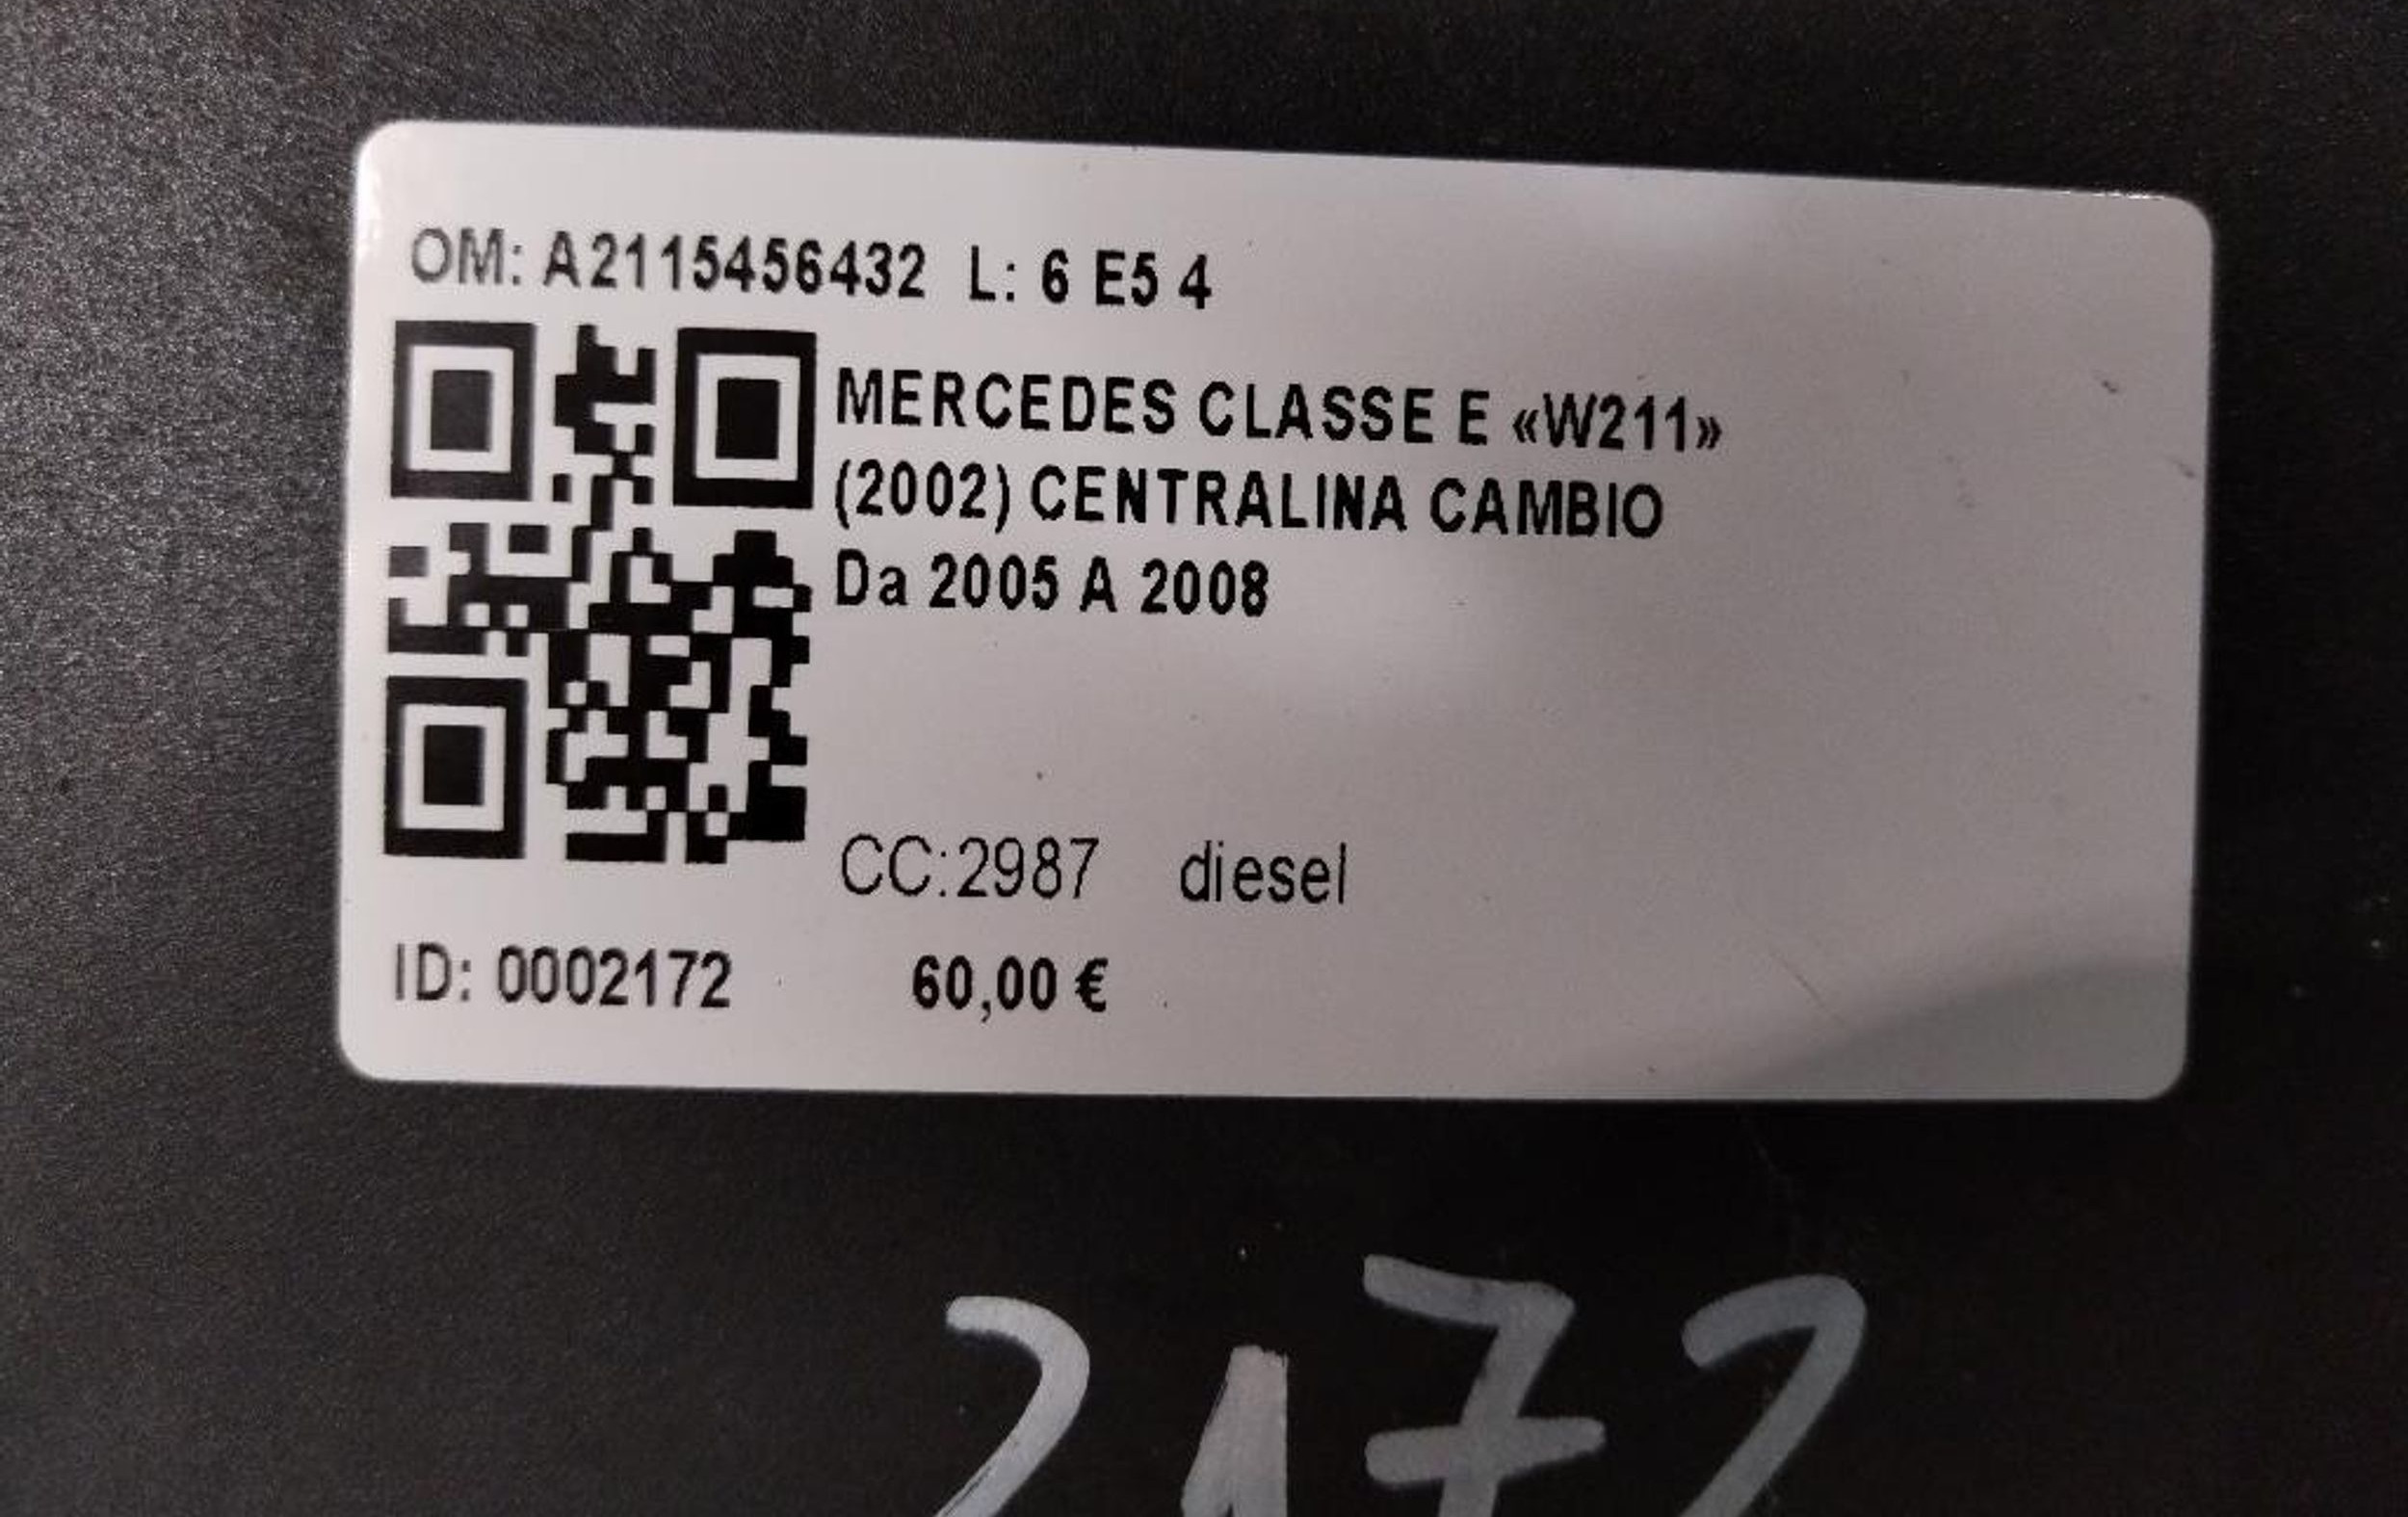 OM: A2115456432 L: 6 E5 4
MERCEDES CLASSE E «W211»
(2002) CENTRALINA CAMBIO
Da 2005 A 2008
CC:2987 diesel
ID: 0002172 60,00 €
2172